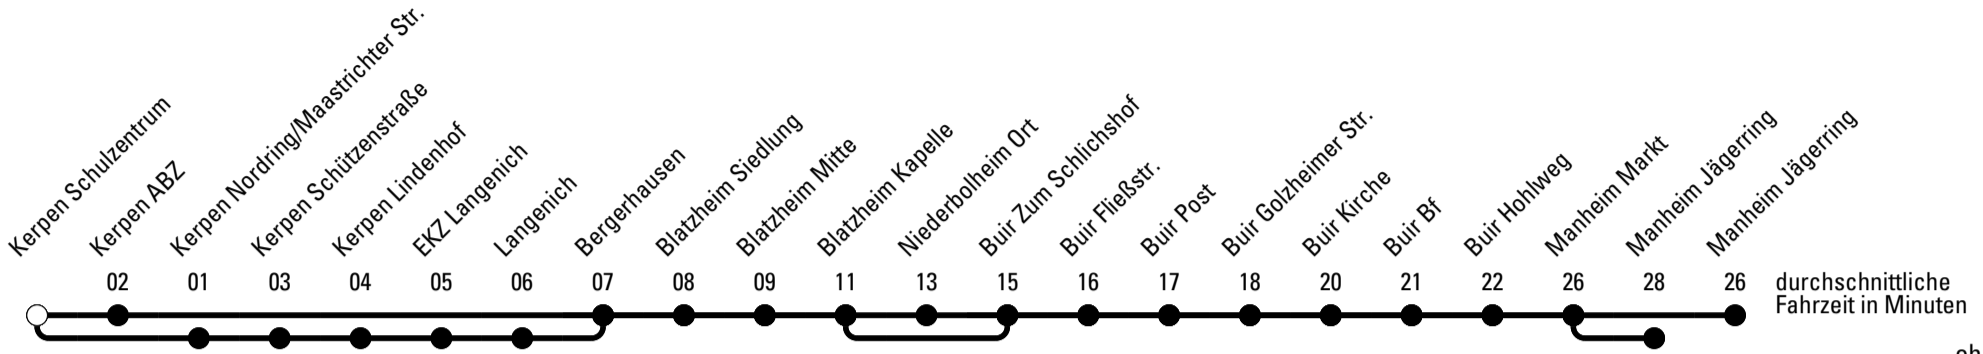 Kerpen Schulzentrum
Kerpen ABZ
Kerpen Nordring/Maastrichter Str.
Kerpen Schützenstraße
Kerpen Lindenhof
EKZ Langenich
Langenich
Bergerhausen
Blatzheim Siedlung
Blatzheim Mitte
Blatzheim Kapelle
Niederbolheim Ort
Buir Zum Schlichshof
Buir Fließstr.
Buir Post
Buir Golzheimer Str.
Buir Kirche
Buir Bf
Buir Hohlweg
Manheim Markt
Manheim Jägerring
Manheim Jägerring
02 01 03 04 05 06 07 08 09 11 13 15 16 17 18 20 21 22 26 28 26
durchschnittliche
Fahrzeit in Minuten